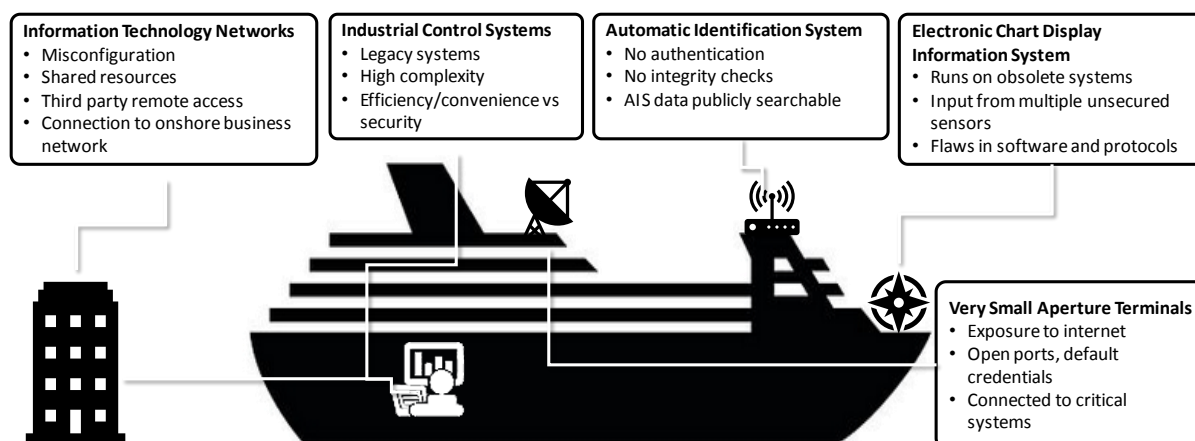 Information Technology Networks
• Misconfiguration
• Shared resources
• Third party remote access
• Connection to onshore business
network
Industrial Control Systems
• Legacy systems
• High complexity
• Efficiency/convenience vs
security
Automatic Identification System
• No authentication
• No integrity checks
• AIS data publicly searchable
Electronic Chart Display
Information System
• Runs on obsolete systems
• Input from multiple unsecured
sensors
• Flaws in software and protocols
Very Small Aperture Terminals
• Exposure to internet
• Open ports, default
credentials
• Connected to critical
systems